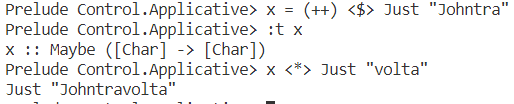 Prelude Control.Applicative> x = (++) <$> Just "Johntra"
Prelude Control.Applicative> :t x
x :: Maybe ([Char] -> [Char])
Prelude Control.Applicative> x <*> Just "volta"
Just "Johntravolta"